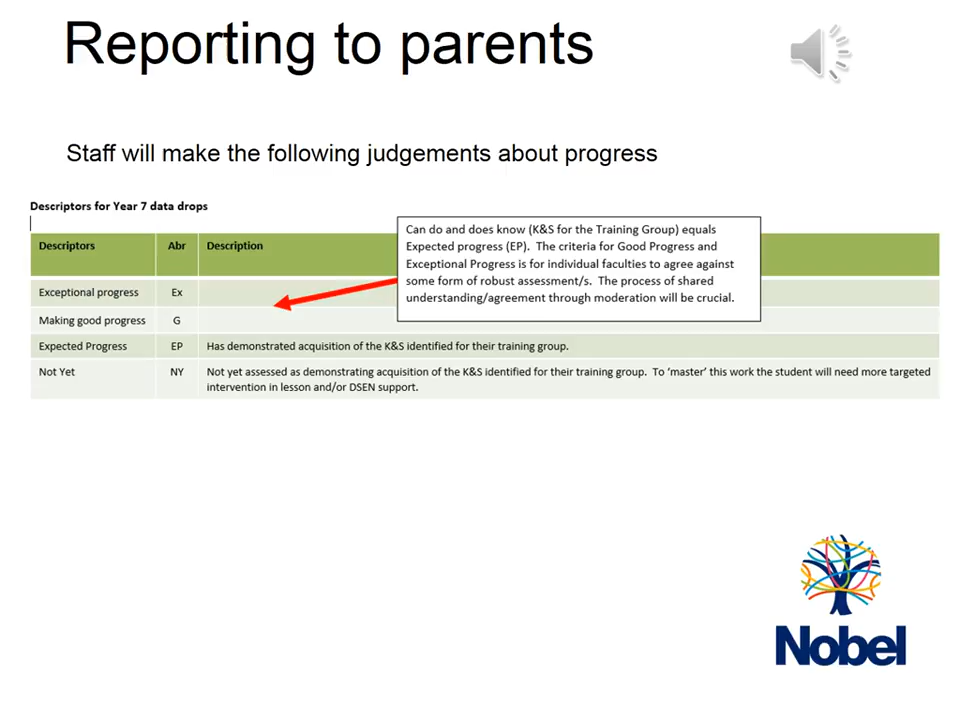 Reporting to parents
Staff will make the following judgements about progress
Descriptors for Year 7 data drops
Descriptors Abr Description
Can do and does know (K&S for the Training Group) equals
Expected progress (EP). The criteria for Good Progress and
Exceptional Progress is for individual faculties to agree against
some form of robust assessment/s. The process of shared
understanding/agreement through moderation will be crucial.
Exceptional progress Ex
Making good progress G
Expected Progress EP Has demonstrated acquisition of the K&S identified for their training group.
Not Yet NY Not yet assessed as demonstrating acquisition of the K&S identified for their training group. To ‘master’ this work the student will need more targeted
intervention in lesson and/or DSEN support.
Nobel